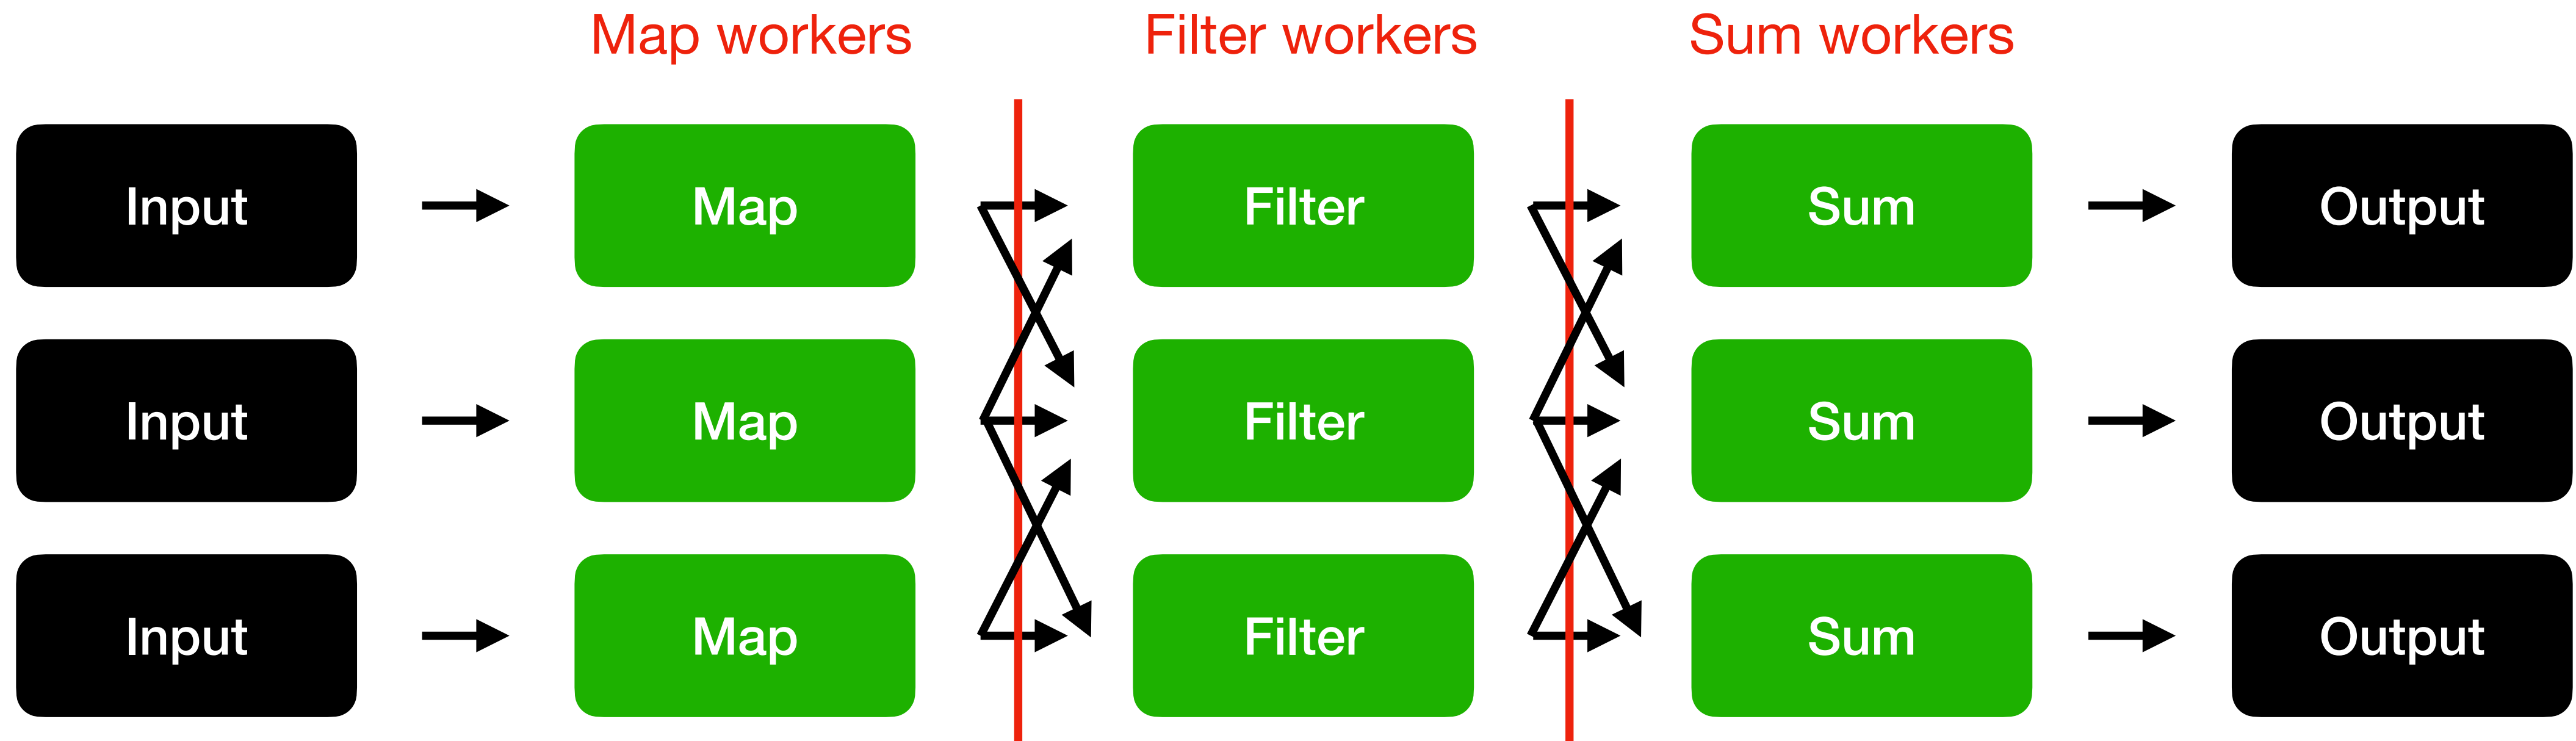 Map workers
Filter workers
Sum workers
Input
Map
Filter
Sum
Output
Input
Map
Filter
Sum
Output
Input
Map
Filter
Sum
Output